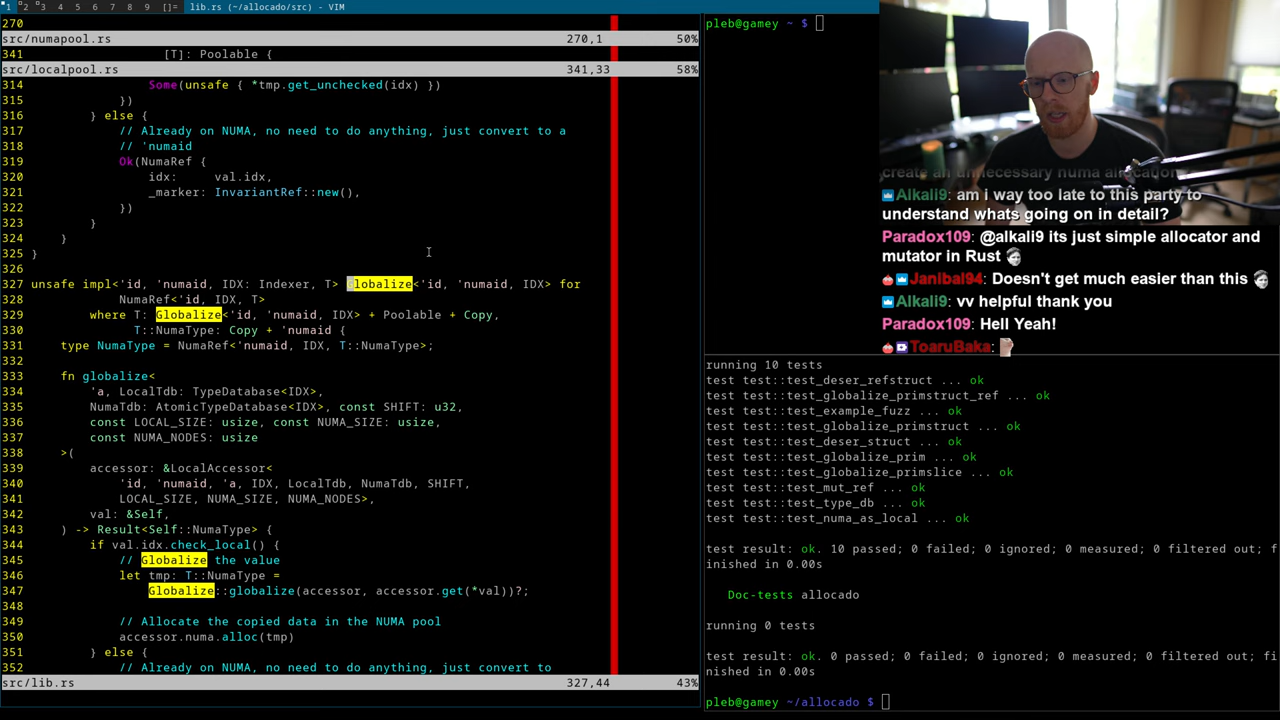 1 2 3 4 5 6 7 8 9 []= lib.rs (~/allocado/src) - VIM
270
src/numapool.rs 270,1 50%
341 [T]: Poolable {
src/localpool.rs 341,33 58%
314 Some(unsafe { *tmp.get_unchecked(idx) })
315 })
316 } else {
317 // Already on NUMA, no need to do anything, just convert to a
318 // 'numaid
319 Ok(NumaRef {
320 idx: val.idx,
321 _marker: InvariantRef::new(),
322 })
323 }
324 }
325 }
326
327 unsafe impl<'id, 'numaid, IDX: Indexer, T> Globalize<'id, 'numaid, IDX> for
328 NumaRef<'id, IDX, T>
329 where T: Globalize<'id, 'numaid, IDX> + Poolable + Copy,
330 T::NumaType: Copy + 'numaid {
331 type NumaType = NumaRef<'numaid, IDX, T::NumaType>;
332
333 fn globalize<
334 'a, LocalTdb: TypeDatabase<IDX>,
335 NumaTdb: AtomicTypeDatabase<IDX>, const SHIFT: u32,
336 const LOCAL_SIZE: usize, const NUMA_SIZE: usize,
337 const NUMA_NODES: usize
338 >(
339 accessor: &LocalAccessor<
340 'id, 'numaid, 'a, IDX, LocalTdb, NumaTdb, SHIFT,
341 LOCAL_SIZE, NUMA_SIZE, NUMA_NODES>,
342 val: &Self,
343 ) -> Result<Self::NumaType> {
344 if val.idx.check_local() {
345 // Globalize the value
346 let tmp: T::NumaType =
347 Globalize::globalize(accessor, accessor.get(*val))?;
348
349 // Allocate the copied data in the NUMA pool
350 accessor.numa.alloc(tmp)
351 } else {
352 // Already on NUMA, no need to do anything, just convert to
src/lib.rs 327,44 43%
pleb@gamey ~ $
create an unnecessary numa allocation
Alkali9: am i way too late to this party to
understand whats going on in detail?
Paradox109: @alkali9 its just simple allocator and
mutator in Rust
Janibal94: Doesn't get much easier than this
Alkali9: vv helpful thank you
Paradox109: Hell Yeah!
ToaruBaka:
running 10 tests
test test::test_deser_refstruct ... ok
test test::test_globalize_primstruct_ref ... ok
test test::test_example_fuzz ... ok
test test::test_globalize_primstruct ... ok
test test::test_deser_struct ... ok
test test::test_globalize_prim ... ok
test test::test_globalize_primslice ... ok
test test::test_mut_ref ... ok
test test::test_type_db ... ok
test test::test_numa_as_local ... ok
test result: ok. 10 passed; 0 failed; 0 ignored; 0 measured; 0 filtered out; f
inished in 0.00s
Doc-tests allocado
running 0 tests
test result: ok. 0 passed; 0 failed; 0 ignored; 0 measured; 0 filtered out; fi
nished in 0.00s
pleb@gamey ~/allocado $